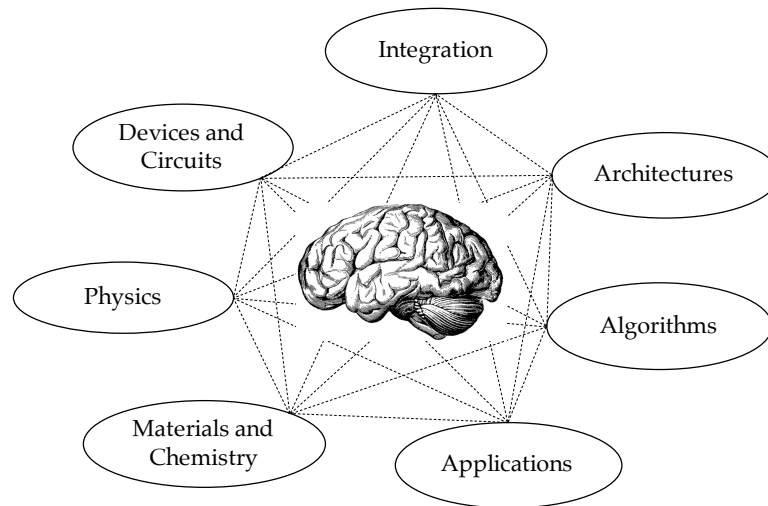 Integration
Devices and
Circuits
Architectures
Physics
Algorithms
Materials and
Chemistry
Applications